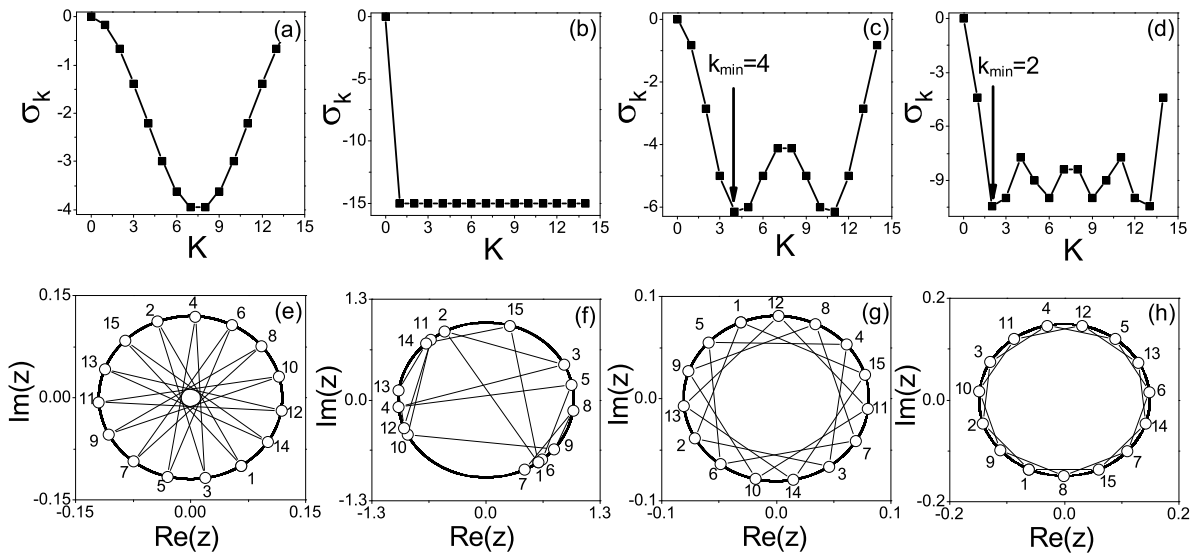 (a)
0
-1
-2
-3
-4
σk
0 3 6 9 12 15
K
(b)
0
-5
-10
-15
σk
0 3 6 9 12 15
K
(c)
kmin=4
0
-2
-4
-6
σk
0 3 6 9 12 15
K
(d)
kmin=2
0
-3
-6
-9
σk
0 3 6 9 12 15
K
(e)
0.15
0.00
-0.15
Im(z)
4
2 6
15 8
13 10
11 12
9 14
7 1
5 3
-0.15 0.00 0.15
Re(z)
(f)
1.3
0.0
-1.3
Im(z)
11 2 15
14 3
13 5
4 8
12 9
10 6
7 1
-1.3 0.0 1.3
Re(z)
(g)
0.1
0.0
-0.1
Im(z)
1 12 8
5 4
9 15
13 11
2 7
6 3
10 14
-0.1 0.0 0.1
Re(z)
(h)
0.2
0.0
-0.2
Im(z)
4 12
11 5
3 13
10 6
2 14
9 7
1 8 15
-0.2 0.0 0.2
Re(z)